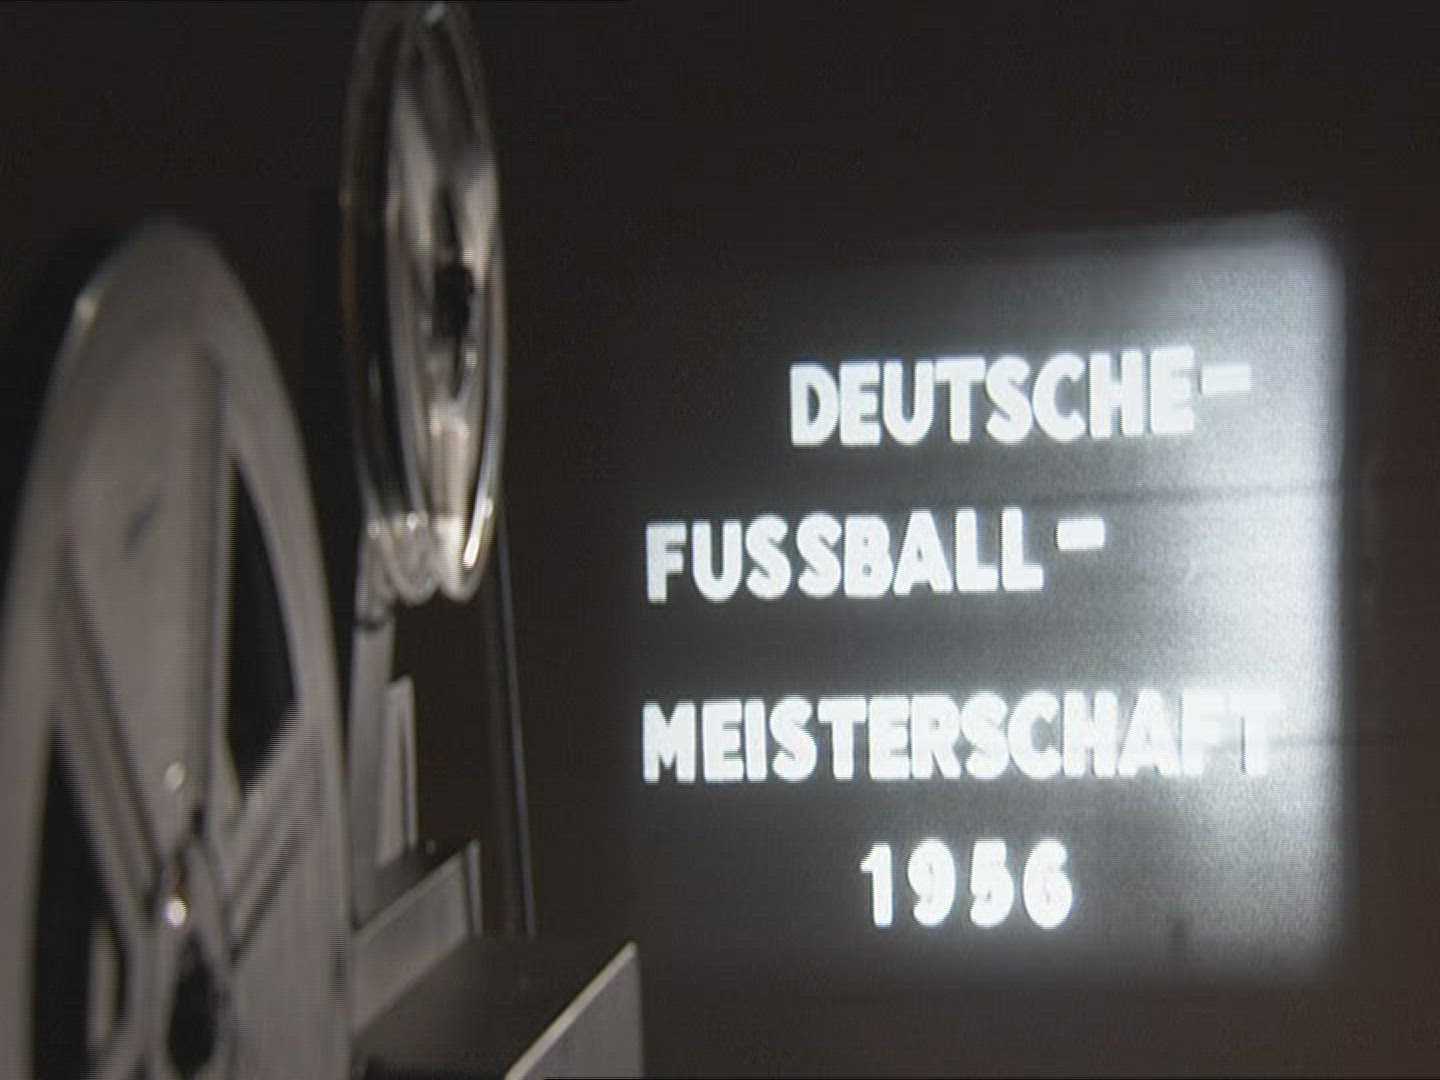 DEUTSCHE-
FUSSBALL-
MEISTERSCHAFT
1956